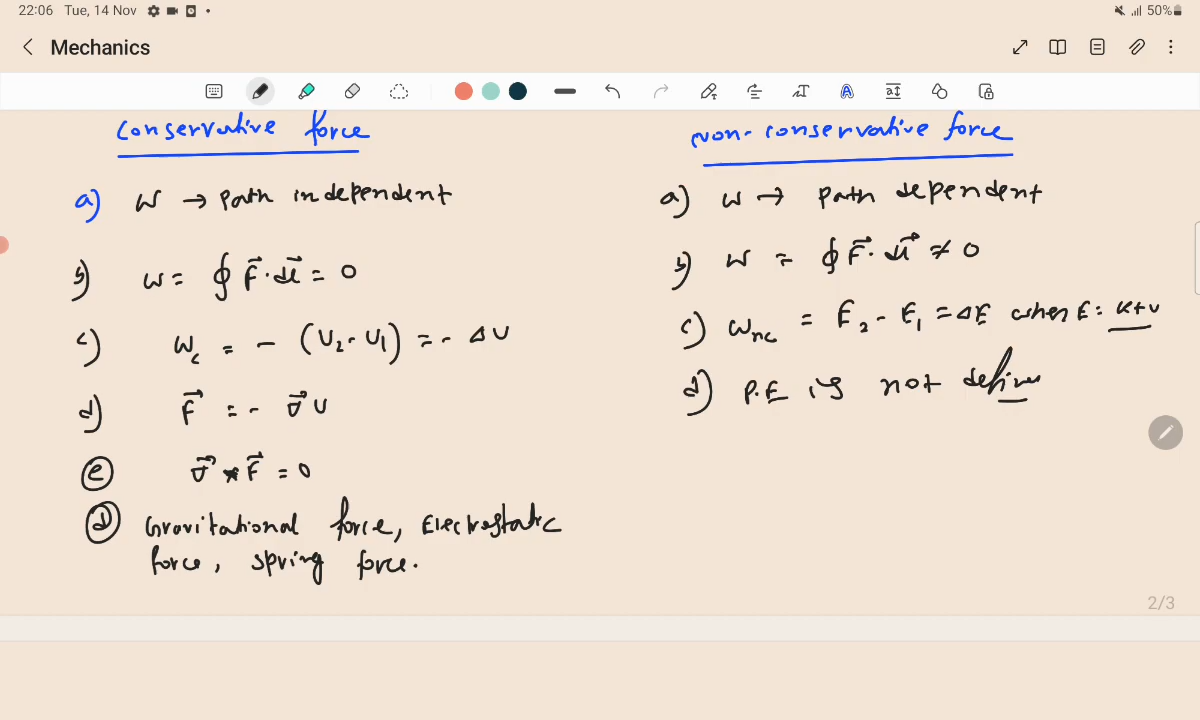 22:06 Tue, 14 Nov
50%
Mechanics
conservative force
a) W → path independent
b) W = ∮ F⃗ · dl⃗ = 0
c) Wc = - (U2 - U1) = - ΔU
d) F⃗ = - ∇⃗ U
e ∇⃗ × F⃗ = 0
d Gravitational force, Electrostatic
force, spring force.
non-conservative force
a) W → path dependent
b) W = ∮ F⃗ · dl⃗ ≠ 0
c) Wnc = E2 - E1 = ΔE when E = K+U
d) P.E is not define
2/3